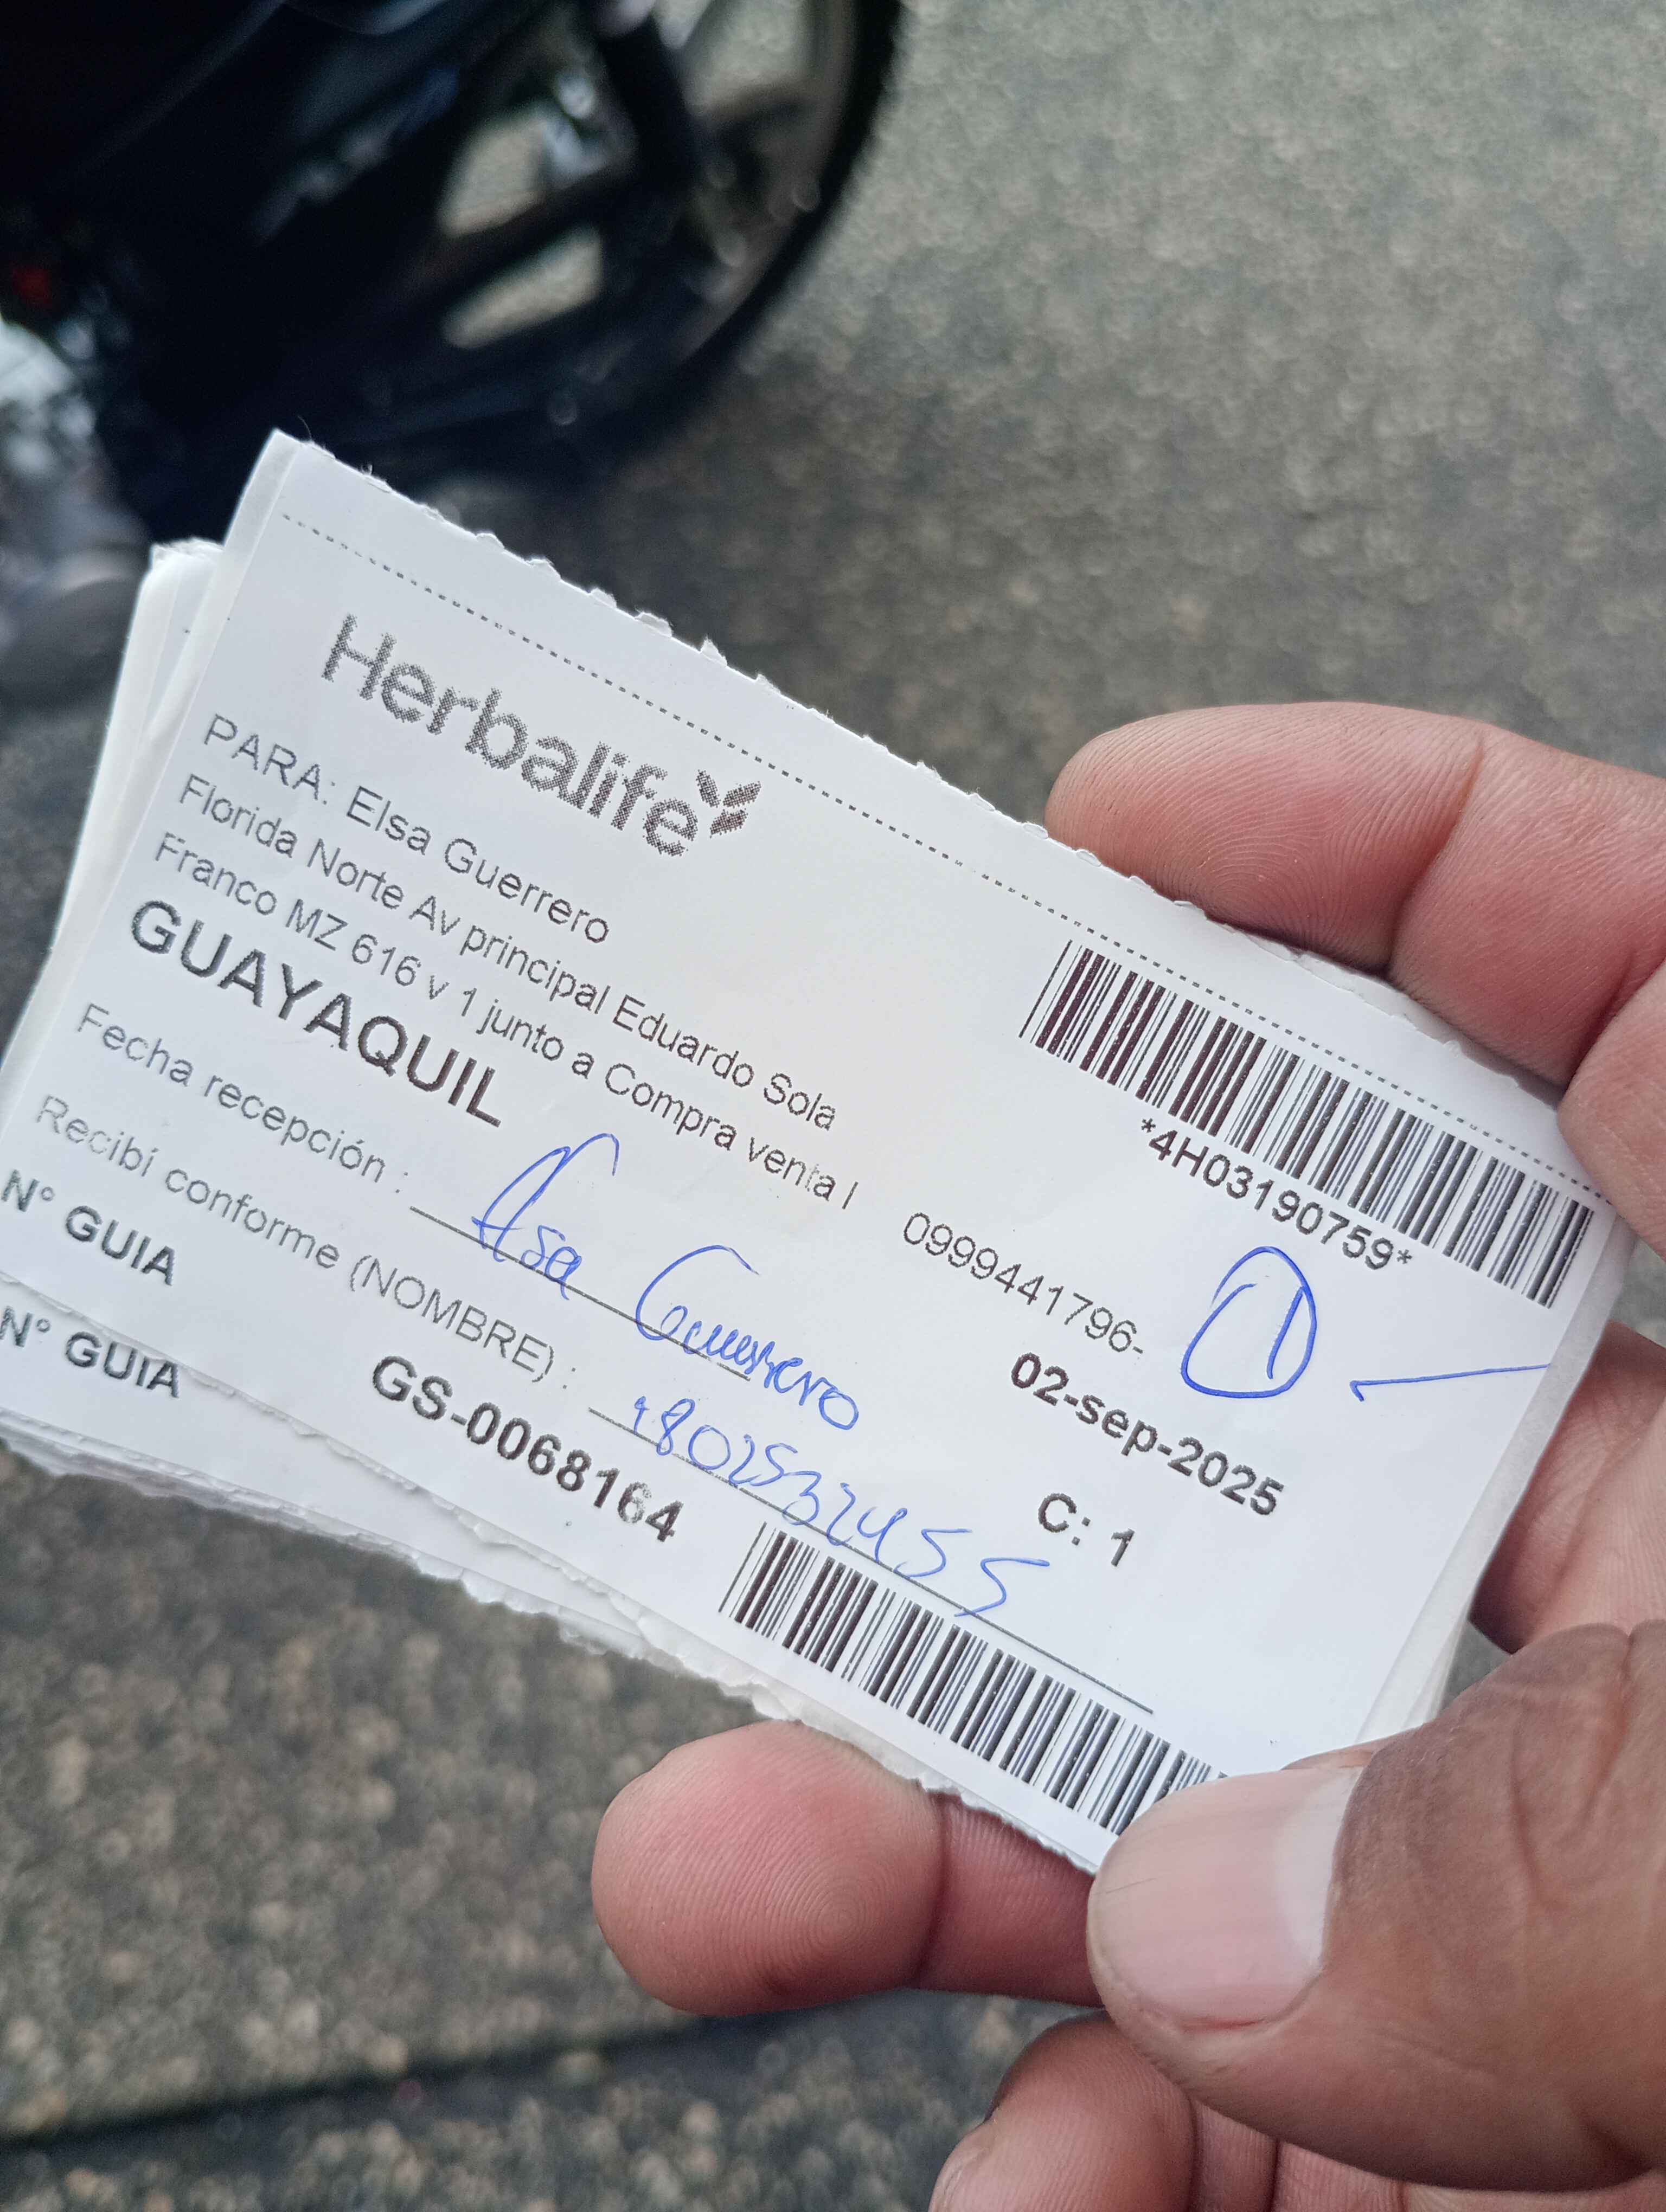 Herbalife
PARA: Elsa Guerrero
Florida Norte Av principal Eduardo Sola
Franco MZ 616 v 1 junto a Compra venta l
GUAYAQUIL
*4H03190759*
0999441796-
1
02-sep-2025
Fecha recepción :
Elsa Guerrero
C: 1
Recibí conforme (NOMBRE) :
N° GUIA
GS-0068164
N° GUIA